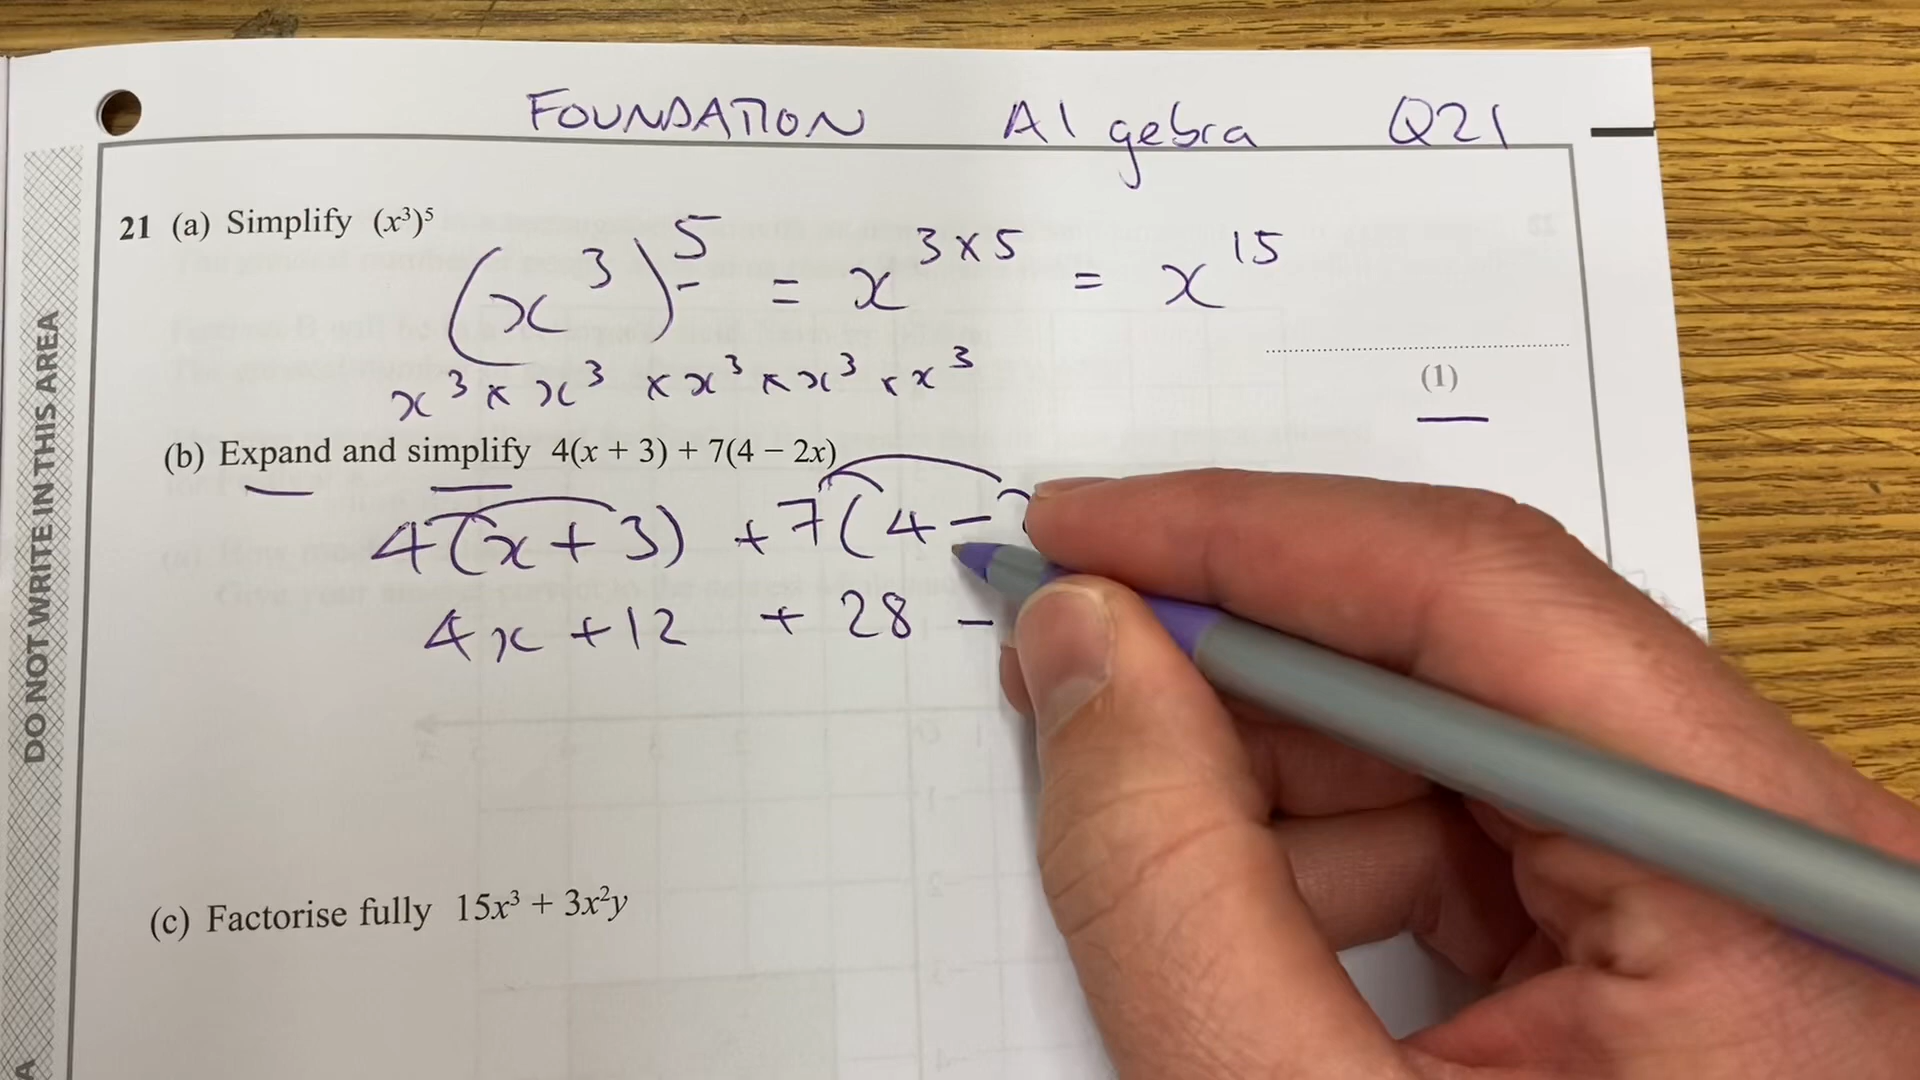 FOUNDATION Algebra Q21
21 (a) Simplify (x³)⁵
(x³)⁵ = x³ˣ⁵ = x¹⁵
x³ × x³ × x³ × x³ × x³
(1)
(b) Expand and simplify 4(x + 3) + 7(4 − 2x)
4(x + 3) + 7(4 −
4x + 12 + 28 −
(c) Factorise fully 15x³ + 3x²y
DO NOT WRITE IN THIS AREA
A